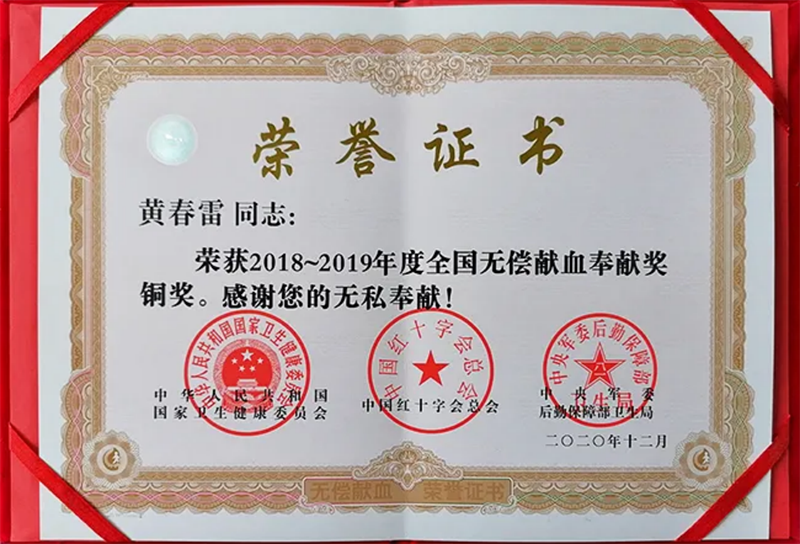 荣誉证书
黄春雷 同志:
荣获2018~2019年度全国无偿献血奉献奖
铜奖。感谢您的无私奉献!
中华人民共和国国家卫生健康委员会
中国红十字会总会
中央军委后勤保障部
卫生局
中华人民共和国
国家卫生健康委员会
中国红十字会总会
中央军委
后勤保障部卫生局
二〇二〇年十二月
无偿献血 荣誉证书